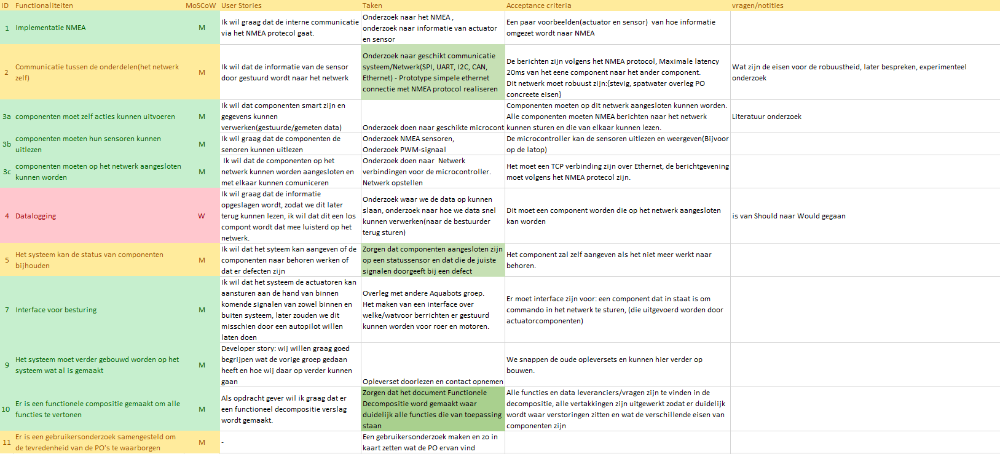 ID Functionaliteiten MoSCoW User Stories Taken Acceptance criteria vragen/notities
1 Implementatie NMEA M
Ik wil graag dat de interne communicatie
via het NMEA protocol gaat.
Onderzoek naar het NMEA ,
onderzoek naar informatie van actuator
en sensor
Een paar voorbeelden(actuator en sensor) van hoe informatie
omgezet wordt naar NMEA
2 Communicatie tussen de onderdelen(het netwerk
zelf)
M
Ik wil dat de informatie van de sensor
door gestuurd wordt naar het netwerk
Onderzoek naar geschikt communicatie
systeem/Netwerk(SPI, UART, I2C, CAN,
Ethernet) - Prototype simpele ethernet
connectie met NMEA protocol realiseren
De berichten zijn volgens het NMEA protocol, Maximale latency
20ms van het eene component naar het ander component.
Dit netwerk moet robuust zijn:{stevig, spatwater overleg PO
concreete eisen}
Wat zijn de eisen voor de robuustheid, later bespreken, experimenteel
onderzoek
3a componenten moet zelf acties kunnen uitvoeren M
Ik wil dat componenten smart zijn en
gegevens kunnen
verwerken(gestuurde/gemeten data)
Onderzoek doen naar geschikte microcont
Componenten moeten op dit netwerk aangesloten kunnen worden.
Alle componenten moeten NMEA berichten naar het netwerk
kunnen sturen en die van elkaar kunnen lezen.
Literatuur onderzoek
3b componenten moeten hun sensoren kunnen
uitlezen
M
Ik wil graag dat de componenten de
senoren kunnen uitlezen
Onderzoek NMEA sensoren,
Onderzoek PWM-signaal
De microcontroller kan de sensoren uitlezen en weergeven(Bijvoor
op de latop)
3c componenten moeten op het netwerk aangesloten
kunnen worden
M
Ik wil dat de componenten op het
netwerk kunnen worden aangesloten en
met elkaar kunnen comuniceren
Onderzoek doen naar Netwerk
verbindingen voor de microcontroller.
Netwerk opstellen
Het moet een TCP verbinding zijn over Ethernet, de berichtgevening
moet volgens het NMEA protecol zijn.
4 Datalogging W
Ik wil graag dat de informatie
opgeslagen wordt, zodat we dit later
terug kunnen lezen, ik wil dat dit een los
compont wordt dat mee luisterd op het
netwerk.
Onderzoek waar we de data op kunnen
slaan, onderzoek naar hoe we data snel
kunnen verwerken(naar de bestuurder
terug sturen)
Dit moet een component worden die op het netwerk aangesloten
kan worden
is van Should naar Would gegaan
5 Het systeem kan de status van componenten
bijhouden
M
Ik wil dat het syteem kan aangeven of de
componenten naar behoren werken of
dat er defecten zijn
Zorgen dat componenten aangesloten zijn
op een statussensor en dat die de juiste
signalen doorgeeft bij een defect
Het component zal zelf aangeven als het niet meer werkt naar
behoren.
7 Interface voor besturing M
Ik wil dat het systeem de actuatoren kan
aansturen aan de hand van binnen
komende signalen van zowel binnen en
buiten systeem, later zouden we dit
misschien door een autopilot willen
laten doen
Overleg met andere Aquabots groep.
Het maken van een interface over
welke/watvoor berrichten er gestuurd
kunnen worden voor roer en motoren.
Er moet interface zijn voor: een component dat in staat is om
commando in het netwerk te sturen, (die uitgevoerd worden door
actuatorcomponenten)
9 Het systeem moet verder gebouwd worden op het
systeem wat al is gemaakt
M
Developer story: wij willen graag goed
begrijpen wat de vorige groep gedaan
heeft en hoe wij daar op verder kunnen
gaan
Opleverset doorlezen en contact opnemen
We snappen de oude opleversets en kunnen hier verder op
bouwen.
10 Er is een functionele compositie gemaakt om alle
functies te vertonen
M
Als opdracht gever wil ik graag dat er
een functioneel decompositie verslag
wordt gemaakt.
Zorgen dat het document Functionele
Decompositie word gemaakt waar
duidelijk alle functies die van toepassing
staan
Alle functies en data leveranciers/vragen zijn te vinden in de
decompositie, alle vertakkingen zijn uitgewerkt zodat er duidelijk
wordt waar verstoringen zitten en wat de verschillende eisen van
componenten zijn
11 Er is een gebruikersonderzoek samengesteld om
de tevredenheid van de PO's te waarborgen
M
-
Een gebruikersonderzoek maken en zo in
kaart zetten wat de PO ervan vind